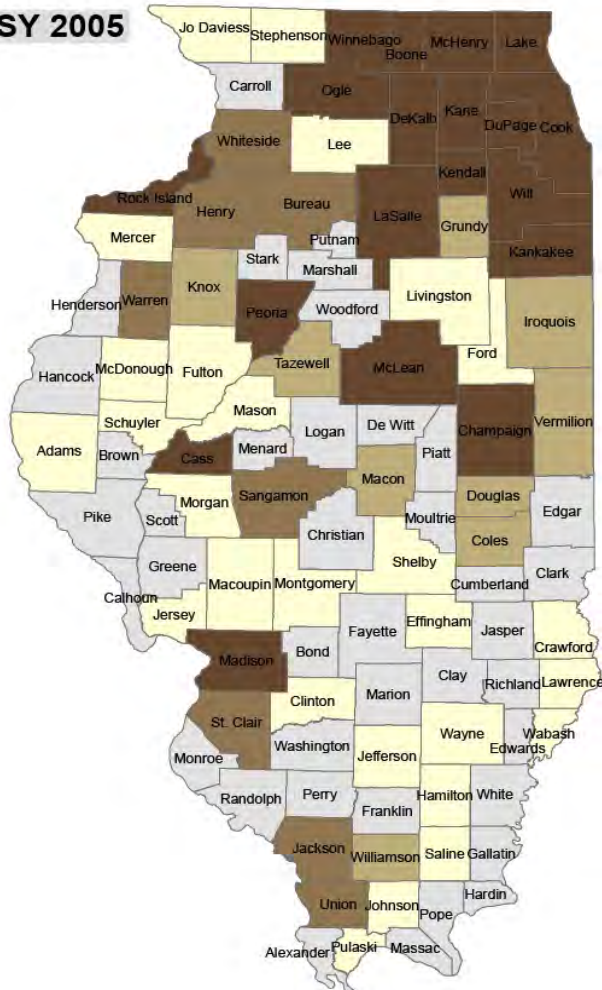 SY 2005
Jo Daviess
Stephenson
Winnebago
Boone
McHenry
Lake
Carroll
Ogle
DeKalb
Kane
DuPage
Cook
Whiteside
Lee
Kendall
Will
Rock Island
Henry
Bureau
LaSalle
Grundy
Mercer
Putnam
Kankakee
Stark
Marshall
Henderson
Warren
Knox
Peoria
Woodford
Livingston
Iroquois
Ford
Hancock
McDonough
Fulton
Tazewell
McLean
Mason
Schuyler
Logan
De Witt
Champaign
Vermilion
Adams
Brown
Cass
Menard
Piatt
Morgan
Sangamon
Macon
Douglas
Pike
Scott
Christian
Moultrie
Edgar
Coles
Greene
Shelby
Macoupin
Montgomery
Cumberland
Clark
Calhoun
Jersey
Fayette
Effingham
Jasper
Crawford
Madison
Bond
Clay
Richland
Lawrence
Clinton
Marion
St. Clair
Wayne
Washington
Edwards
Wabash
Monroe
Jefferson
Randolph
Perry
Hamilton
White
Franklin
Jackson
Williamson
Saline
Gallatin
Union
Johnson
Pope
Hardin
Alexander
Pulaski
Massac